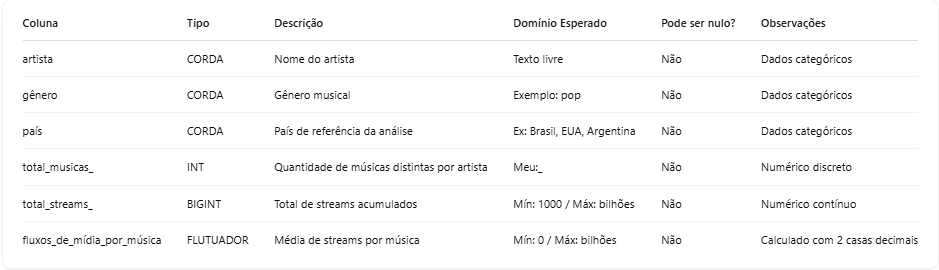 Coluna Tipo Descrição Domínio Esperado Pode ser nulo? Observações
artista CORDA Nome do artista Texto livre Não Dados categóricos
gênero CORDA Gênero musical Exemplo: pop Não Dados categóricos
país CORDA País de referência da análise Ex: Brasil, EUA, Argentina Não Dados categóricos
total_musicas_ INT Quantidade de músicas distintas por artista Meu:_ Não Numérico discreto
total_streams_ BIGINT Total de streams acumulados Mín: 1000 / Máx: bilhões Não Numérico contínuo
fluxos_de_mídia_por_música FLUTUADOR Média de streams por música Mín: 0 / Máx: bilhões Não Calculado com 2 casas decimais